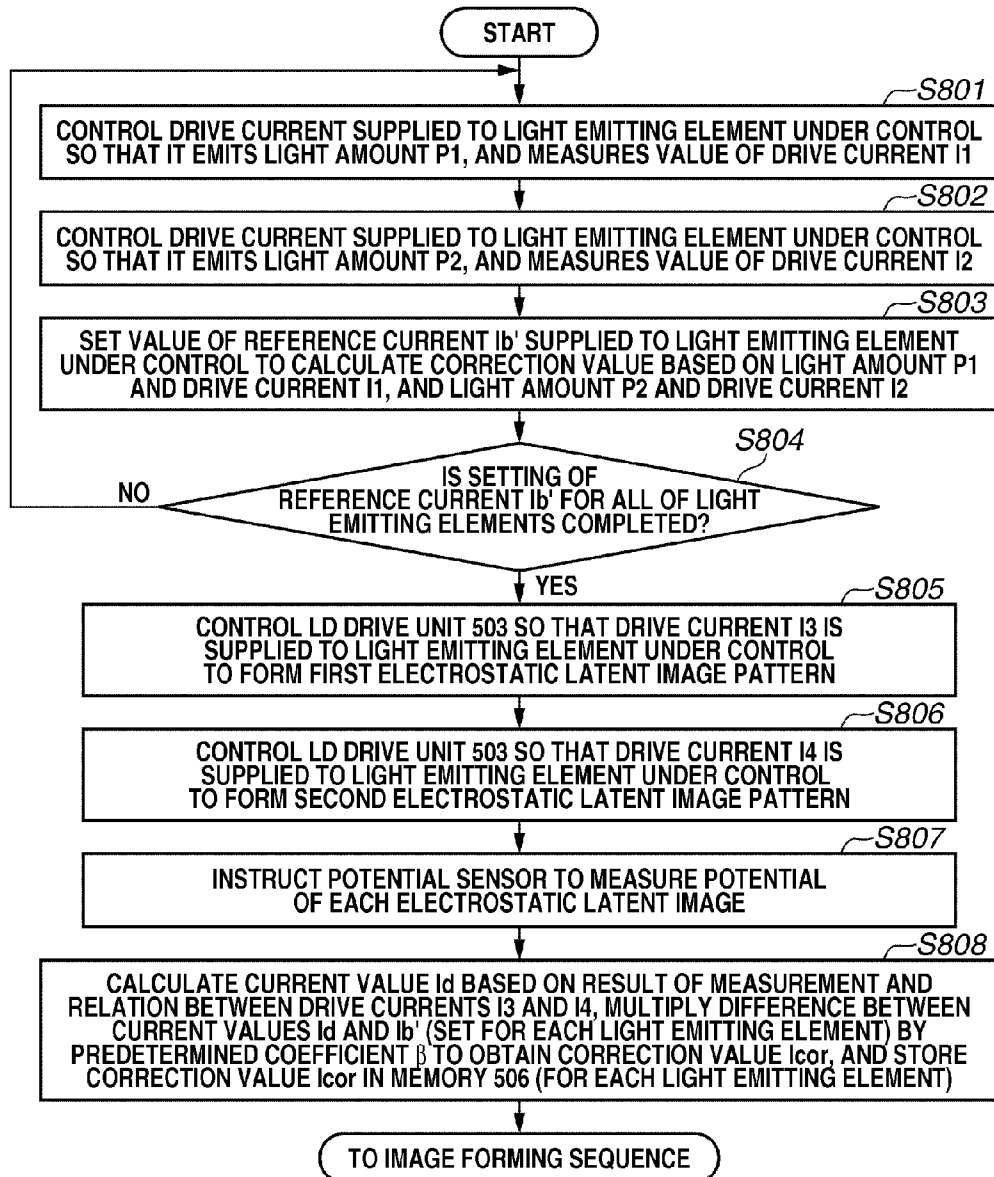 START
S801
CONTROL DRIVE CURRENT SUPPLIED TO LIGHT EMITTING ELEMENT UNDER CONTROL
SO THAT IT EMITS LIGHT AMOUNT P1, AND MEASURES VALUE OF DRIVE CURRENT I1
S802
CONTROL DRIVE CURRENT SUPPLIED TO LIGHT EMITTING ELEMENT UNDER CONTROL
SO THAT IT EMITS LIGHT AMOUNT P2, AND MEASURES VALUE OF DRIVE CURRENT I2
S803
SET VALUE OF REFERENCE CURRENT Ib' SUPPLIED TO LIGHT EMITTING ELEMENT
UNDER CONTROL TO CALCULATE CORRECTION VALUE BASED ON LIGHT AMOUNT P1
AND DRIVE CURRENT I1, AND LIGHT AMOUNT P2 AND DRIVE CURRENT I2
S804
IS SETTING OF
REFERENCE CURRENT Ib' FOR ALL OF LIGHT
EMITTING ELEMENTS COMPLETED?
NO
YES
S805
CONTROL LD DRIVE UNIT 503 SO THAT DRIVE CURRENT I3 IS
SUPPLIED TO LIGHT EMITTING ELEMENT UNDER CONTROL
TO FORM FIRST ELECTROSTATIC LATENT IMAGE PATTERN
S806
CONTROL LD DRIVE UNIT 503 SO THAT DRIVE CURRENT I4 IS
SUPPLIED TO LIGHT EMITTING ELEMENT UNDER CONTROL
TO FORM SECOND ELECTROSTATIC LATENT IMAGE PATTERN
S807
INSTRUCT POTENTIAL SENSOR TO MEASURE POTENTIAL
OF EACH ELECTROSTATIC LATENT IMAGE
S808
CALCULATE CURRENT VALUE Id BASED ON RESULT OF MEASUREMENT AND
RELATION BETWEEN DRIVE CURRENTS I3 AND I4, MULTIPLY DIFFERENCE BETWEEN
CURRENT VALUES Id AND Ib' (SET FOR EACH LIGHT EMITTING ELEMENT) BY
PREDETERMINED COEFFICIENT β TO OBTAIN CORRECTION VALUE Icor, AND STORE
CORRECTION VALUE Icor IN MEMORY 506 (FOR EACH LIGHT EMITTING ELEMENT)
TO IMAGE FORMING SEQUENCE